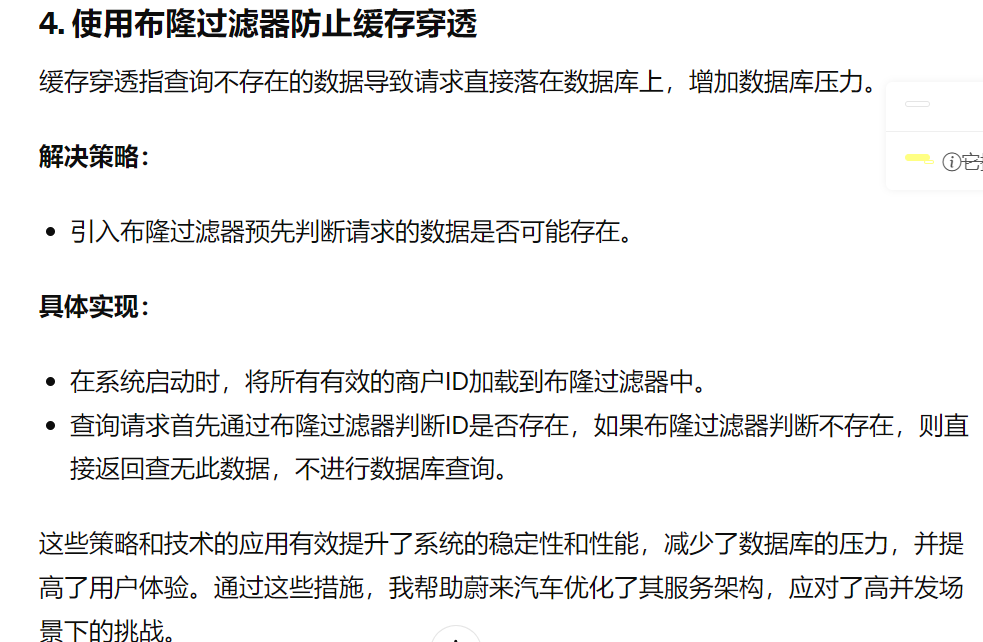 4. 使用布隆过滤器防止缓存穿透
缓存穿透指查询不存在的数据导致请求直接落在数据库上，增加数据库压力。
解决策略：
它
• 引入布隆过滤器预先判断请求的数据是否可能存在。
具体实现：
• 在系统启动时，将所有有效的商户ID加载到布隆过滤器中。
• 查询请求首先通过布隆过滤器判断ID是否存在，如果布隆过滤器判断不存在，则直
接返回查无此数据，不进行数据库查询。
这些策略和技术的应用有效提升了系统的稳定性和性能，减少了数据库的压力，并提
高了用户体验。通过这些措施，我帮助蔚来汽车优化了其服务架构，应对了高并发场
景下的挑战。